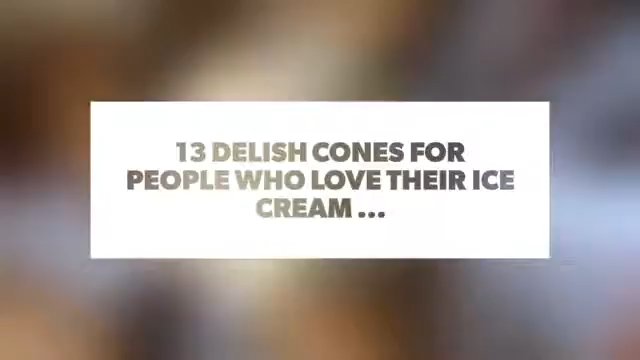 13 DELISH CONES FOR
PEOPLE WHO LOVE THEIR ICE
CREAM ...